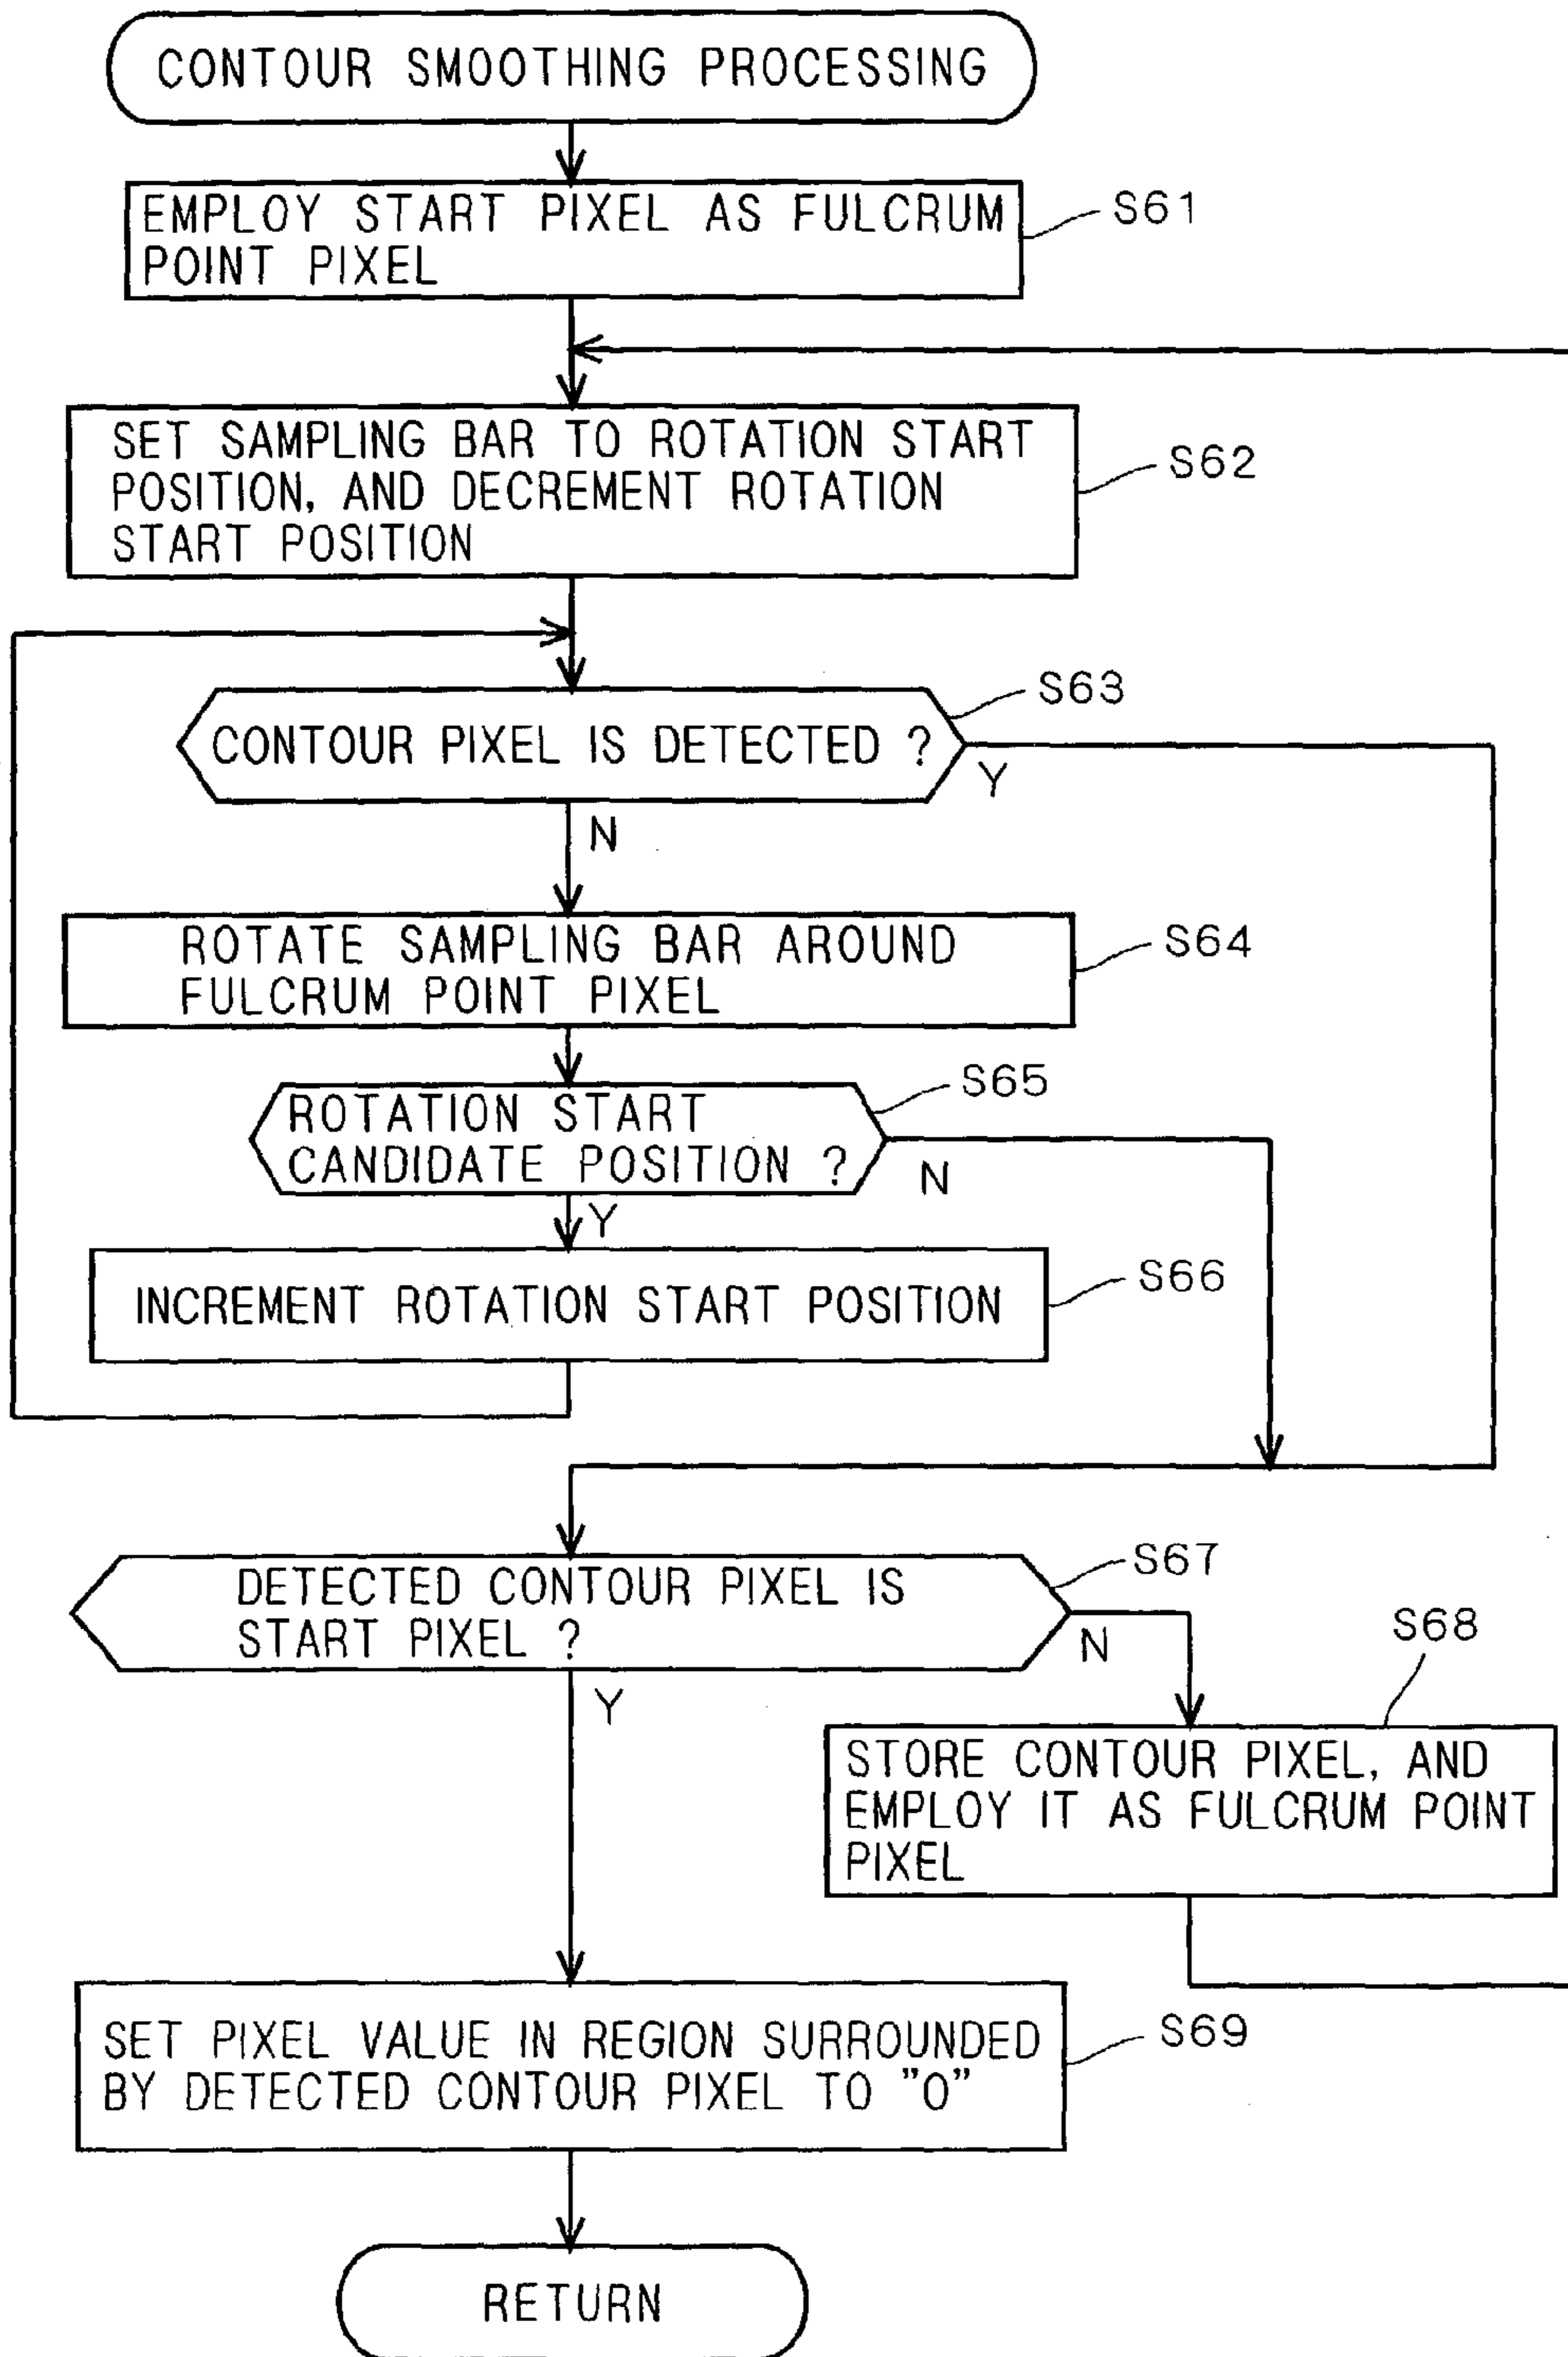 CONTOUR SMOOTHING PROCESSING
EMPLOY START PIXEL AS FULCRUM
POINT PIXEL
S61
SET SAMPLING BAR TO ROTATION START
POSITION, AND DECREMENT ROTATION
START POSITION
S62
S63
CONTOUR PIXEL IS DETECTED ?
Y
N
ROTATE SAMPLING BAR AROUND
FULCRUM POINT PIXEL
S64
S65
ROTATION START
CANDIDATE POSITION ?
N
Y
INCREMENT ROTATION START POSITION
S66
DETECTED CONTOUR PIXEL IS
START PIXEL ?
S67
N
Y
S68
STORE CONTOUR PIXEL, AND
EMPLOY IT AS FULCRUM POINT
PIXEL
SET PIXEL VALUE IN REGION SURROUNDED
BY DETECTED CONTOUR PIXEL TO "0"
S69
RETURN